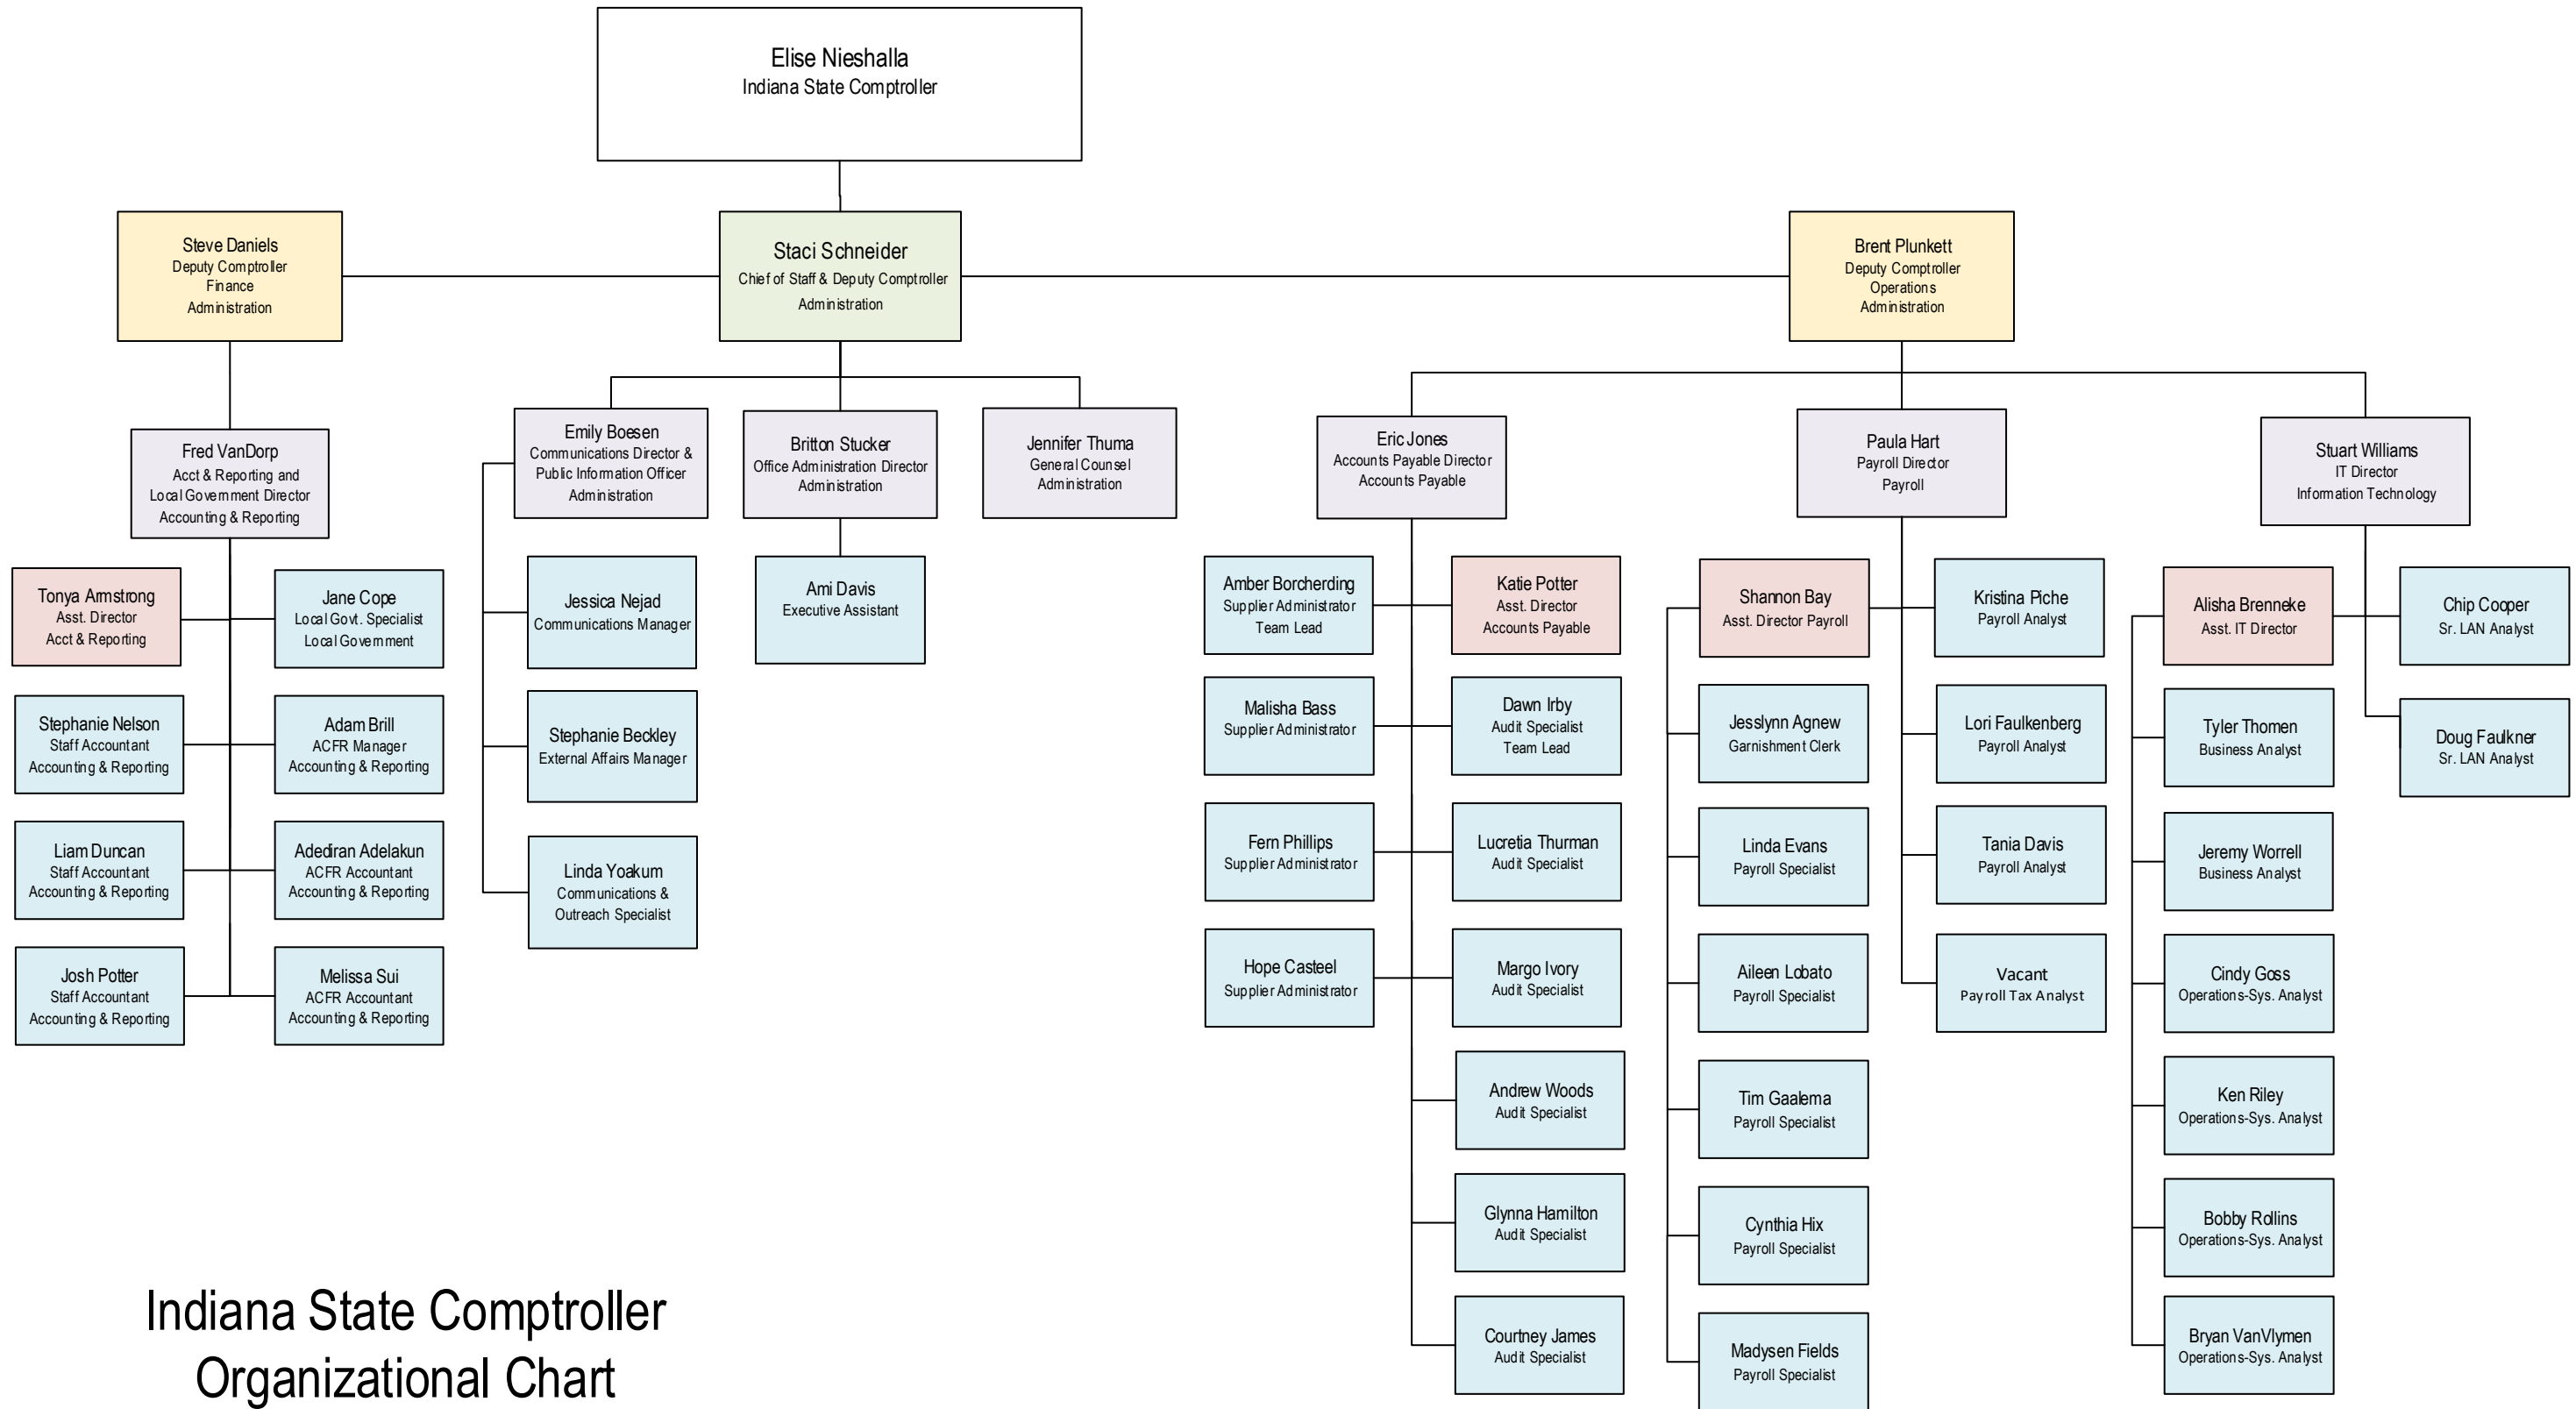 Elise Nieshalla
Indiana State Comptroller
Steve Daniels
Deputy Comptroller
Finance
Administration
Staci Schneider
Chief of Staff & Deputy Comptroller
Administration
Brent Plunkett
Deputy Comptroller
Operations
Administration
Fred VanDorp
Acct & Reporting and
Local Government Director
Accounting & Reporting
Emily Boesen
Communications Director &
Public Information Officer
Administration
Britton Stucker
Office Administration Director
Administration
Jennifer Thuma
General Counsel
Administration
Eric Jones
Accounts Payable Director
Accounts Payable
Paula Hart
Payroll Director
Payroll
Stuart Williams
IT Director
Information Technology
Tonya Armstrong
Asst. Director
Acct & Reporting
Jane Cope
Local Govt. Specialist
Local Government
Stephanie Nelson
Staff Accountant
Accounting & Reporting
Adam Brill
ACFR Manager
Accounting & Reporting
Liam Duncan
Staff Accountant
Accounting & Reporting
Adediran Adelakun
ACFR Accountant
Accounting & Reporting
Josh Potter
Staff Accountant
Accounting & Reporting
Melissa Sui
ACFR Accountant
Accounting & Reporting
Jessica Nejad
Communications Manager
Stephanie Beckley
External Affairs Manager
Linda Yoakum
Communications &
Outreach Specialist
Ami Davis
Executive Assistant
Amber Borcherding
Supplier Administrator
Team Lead
Katie Potter
Asst. Director
Accounts Payable
Malisha Bass
Supplier Administrator
Dawn Irby
Audit Specialist
Team Lead
Fern Phillips
Supplier Administrator
Lucretia Thurman
Audit Specialist
Hope Casteel
Supplier Administrator
Margo Ivory
Audit Specialist
Andrew Woods
Audit Specialist
Glynna Hamilton
Audit Specialist
Courtney James
Audit Specialist
Shannon Bay
Asst. Director Payroll
Kristina Piche
Payroll Analyst
Jesslynn Agnew
Garnishment Clerk
Lori Faulkenberg
Payroll Analyst
Linda Evans
Payroll Specialist
Tania Davis
Payroll Analyst
Aileen Lobato
Payroll Specialist
Vacant
Payroll Tax Analyst
Tim Gaalema
Payroll Specialist
Cynthia Hix
Payroll Specialist
Madysen Fields
Payroll Specialist
Alisha Brenneke
Asst. IT Director
Chip Cooper
Sr. LAN Analyst
Tyler Thomen
Business Analyst
Doug Faulkner
Sr. LAN Analyst
Jeremy Worrell
Business Analyst
Cindy Goss
Operations-Sys. Analyst
Ken Riley
Operations-Sys. Analyst
Bobby Rollins
Operations-Sys. Analyst
Bryan VanVlymen
Operations-Sys. Analyst
Indiana State Comptroller
Organizational Chart